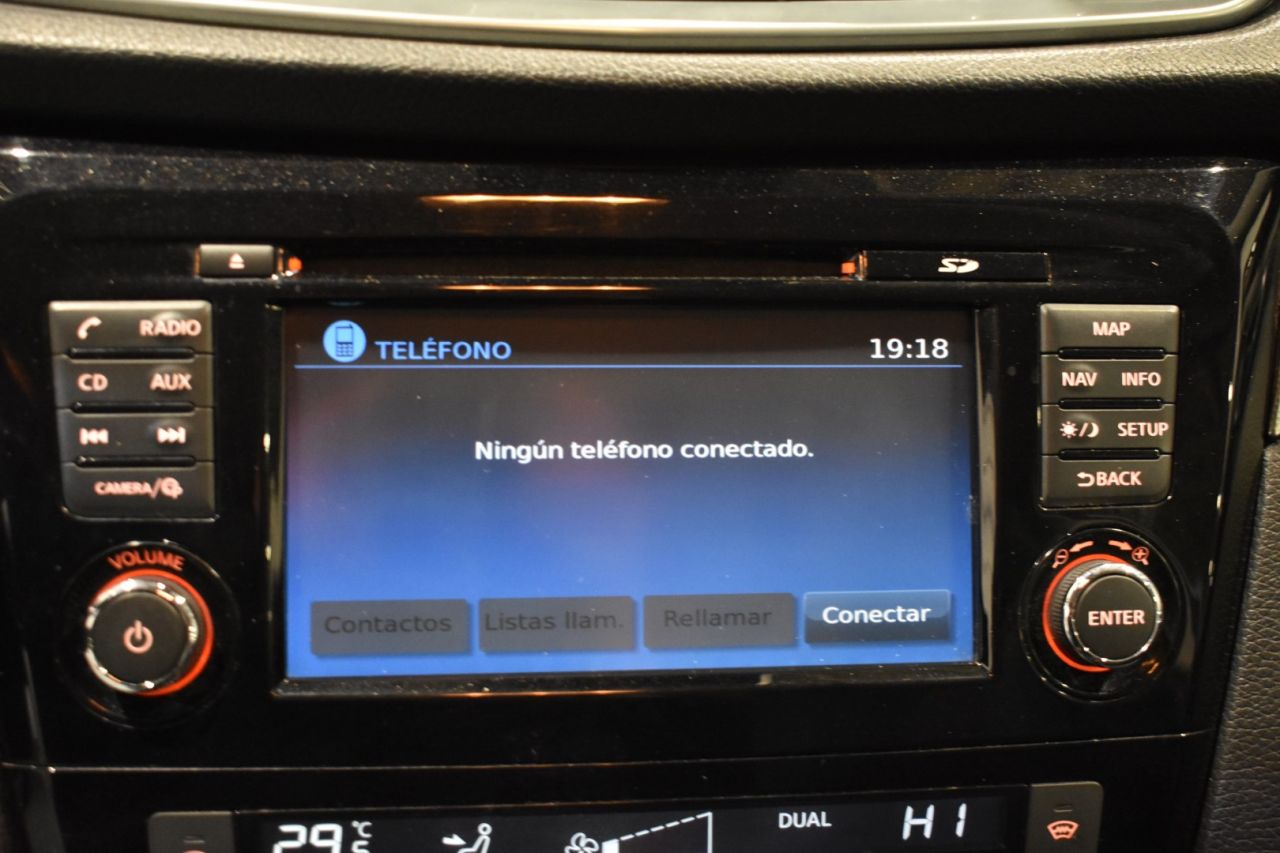 SD
RADIO
CD AUX
CAMERA/
VOLUME
TELÉFONO 19:18
Ningún teléfono conectado.
Contactos Listas llam. Rellamar Conectar
MAP
NAV INFO
SETUP
BACK
ENTER
29.5 °C DUAL HI